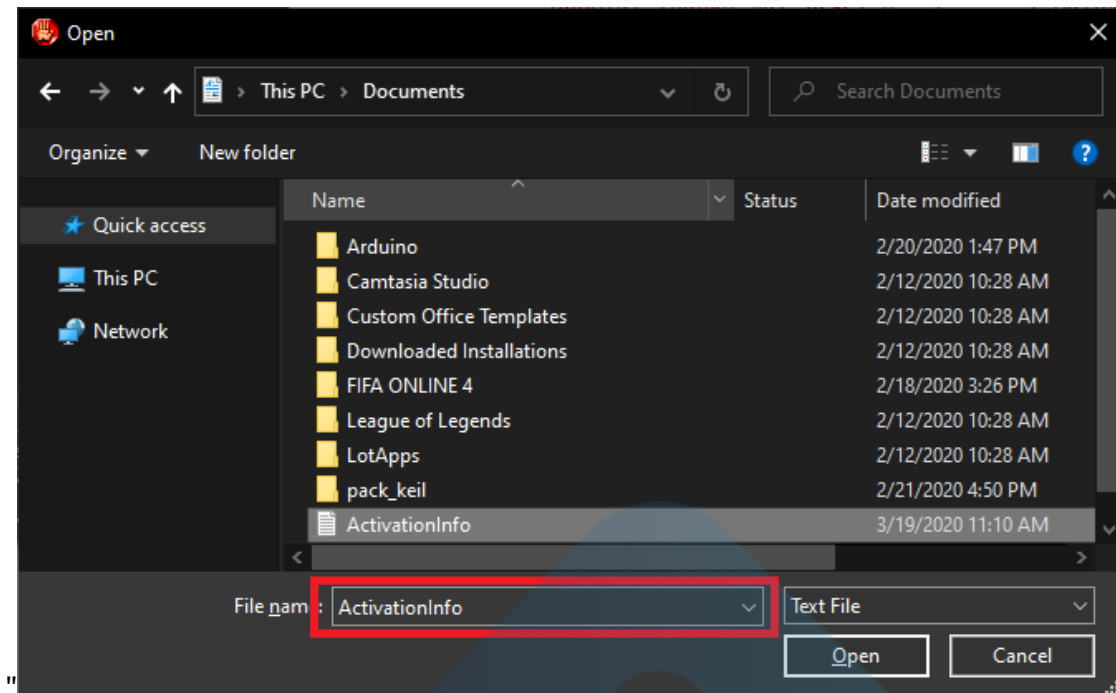 Open
This PC > Documents
Search Documents
Organize
New folder
Name
Status
Date modified
Quick access
This PC
Network
Arduino 2/20/2020 1:47 PM
Camtasia Studio 2/12/2020 10:28 AM
Custom Office Templates 2/12/2020 10:28 AM
Downloaded Installations 2/12/2020 10:28 AM
FIFA ONLINE 4 2/18/2020 3:26 PM
League of Legends 2/12/2020 10:28 AM
LotApps 2/12/2020 10:28 AM
pack_keil 2/21/2020 4:50 PM
ActivationInfo 3/19/2020 11:10 AM
File name: ActivationInfo
Text File
Open
Cancel
"